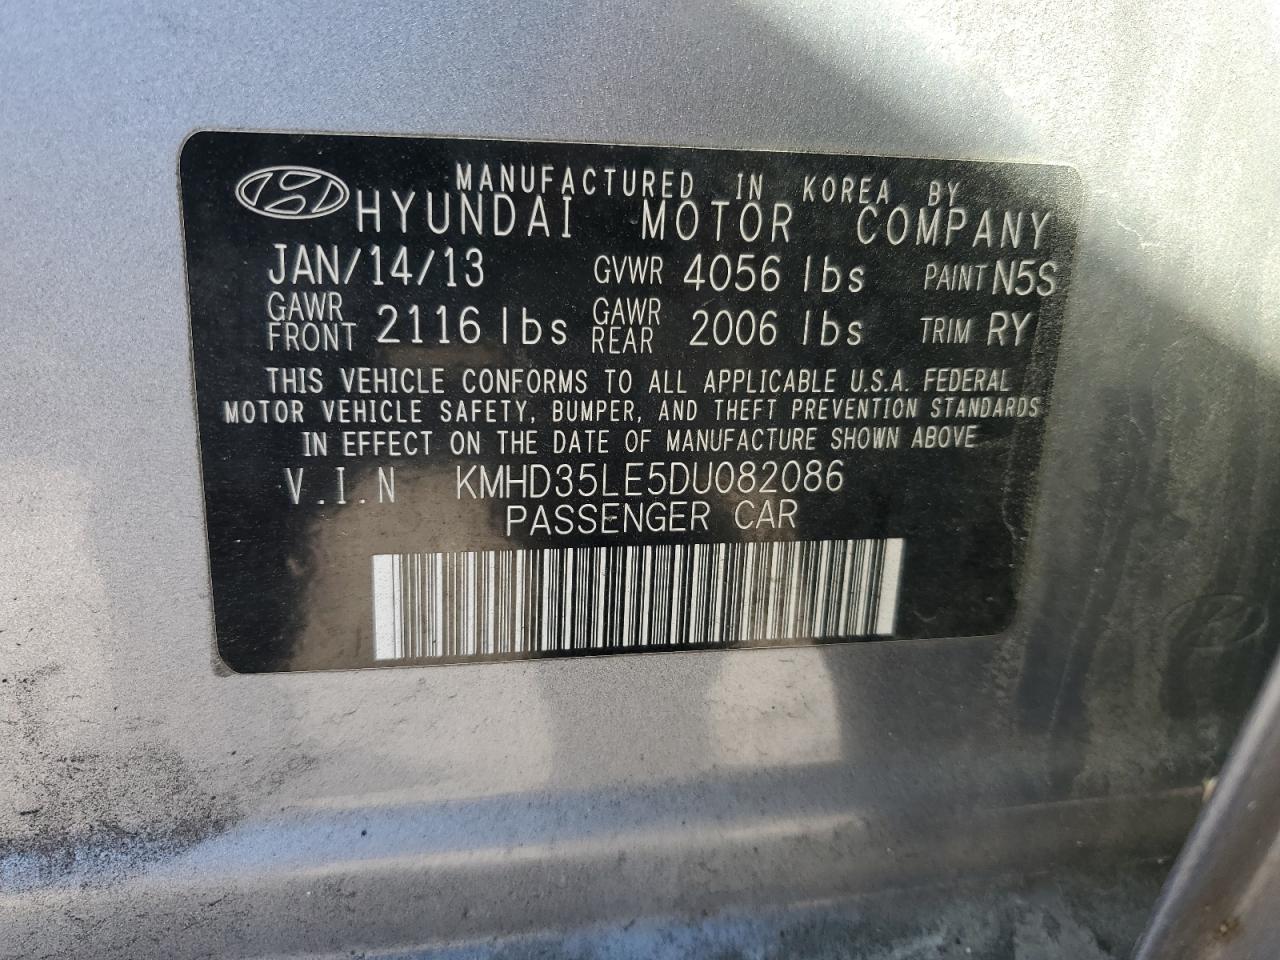 MANUFACTURED IN KOREA BY
HYUNDAI MOTOR COMPANY
JAN/14/13 GVWR 4056 lbs PAINT N5S
GAWR FRONT 2116 lbs GAWR REAR 2006 lbs TRIM RY
THIS VEHICLE CONFORMS TO ALL APPLICABLE U.S.A. FEDERAL
MOTOR VEHICLE SAFETY, BUMPER, AND THEFT PREVENTION STANDARDS
IN EFFECT ON THE DATE OF MANUFACTURE SHOWN ABOVE
V.I.N KMHD35LE5DU082086
PASSENGER CAR